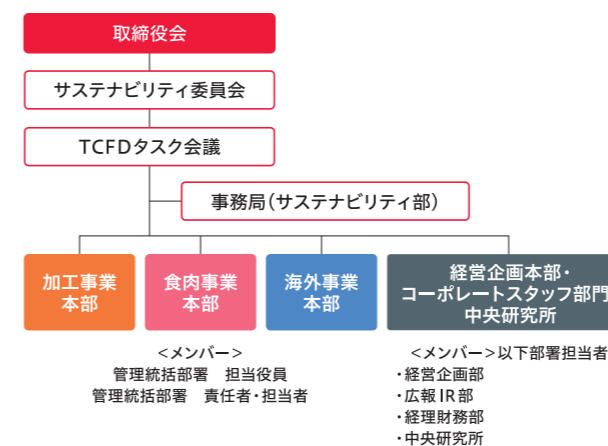 取締役会
サステナビリティ委員会
TCFDタスク会議
事務局（サステナビリティ部）
加工事業
本部
食肉事業
本部
海外事業
本部
経営企画本部・
コーポレートスタッフ部門
中央研究所
＜メンバー＞
管理統括部署　担当役員
管理統括部署　責任者・担当者
＜メンバー＞以下部署担当者
・経営企画部
・広報IR部
・経理財務部
・中央研究所